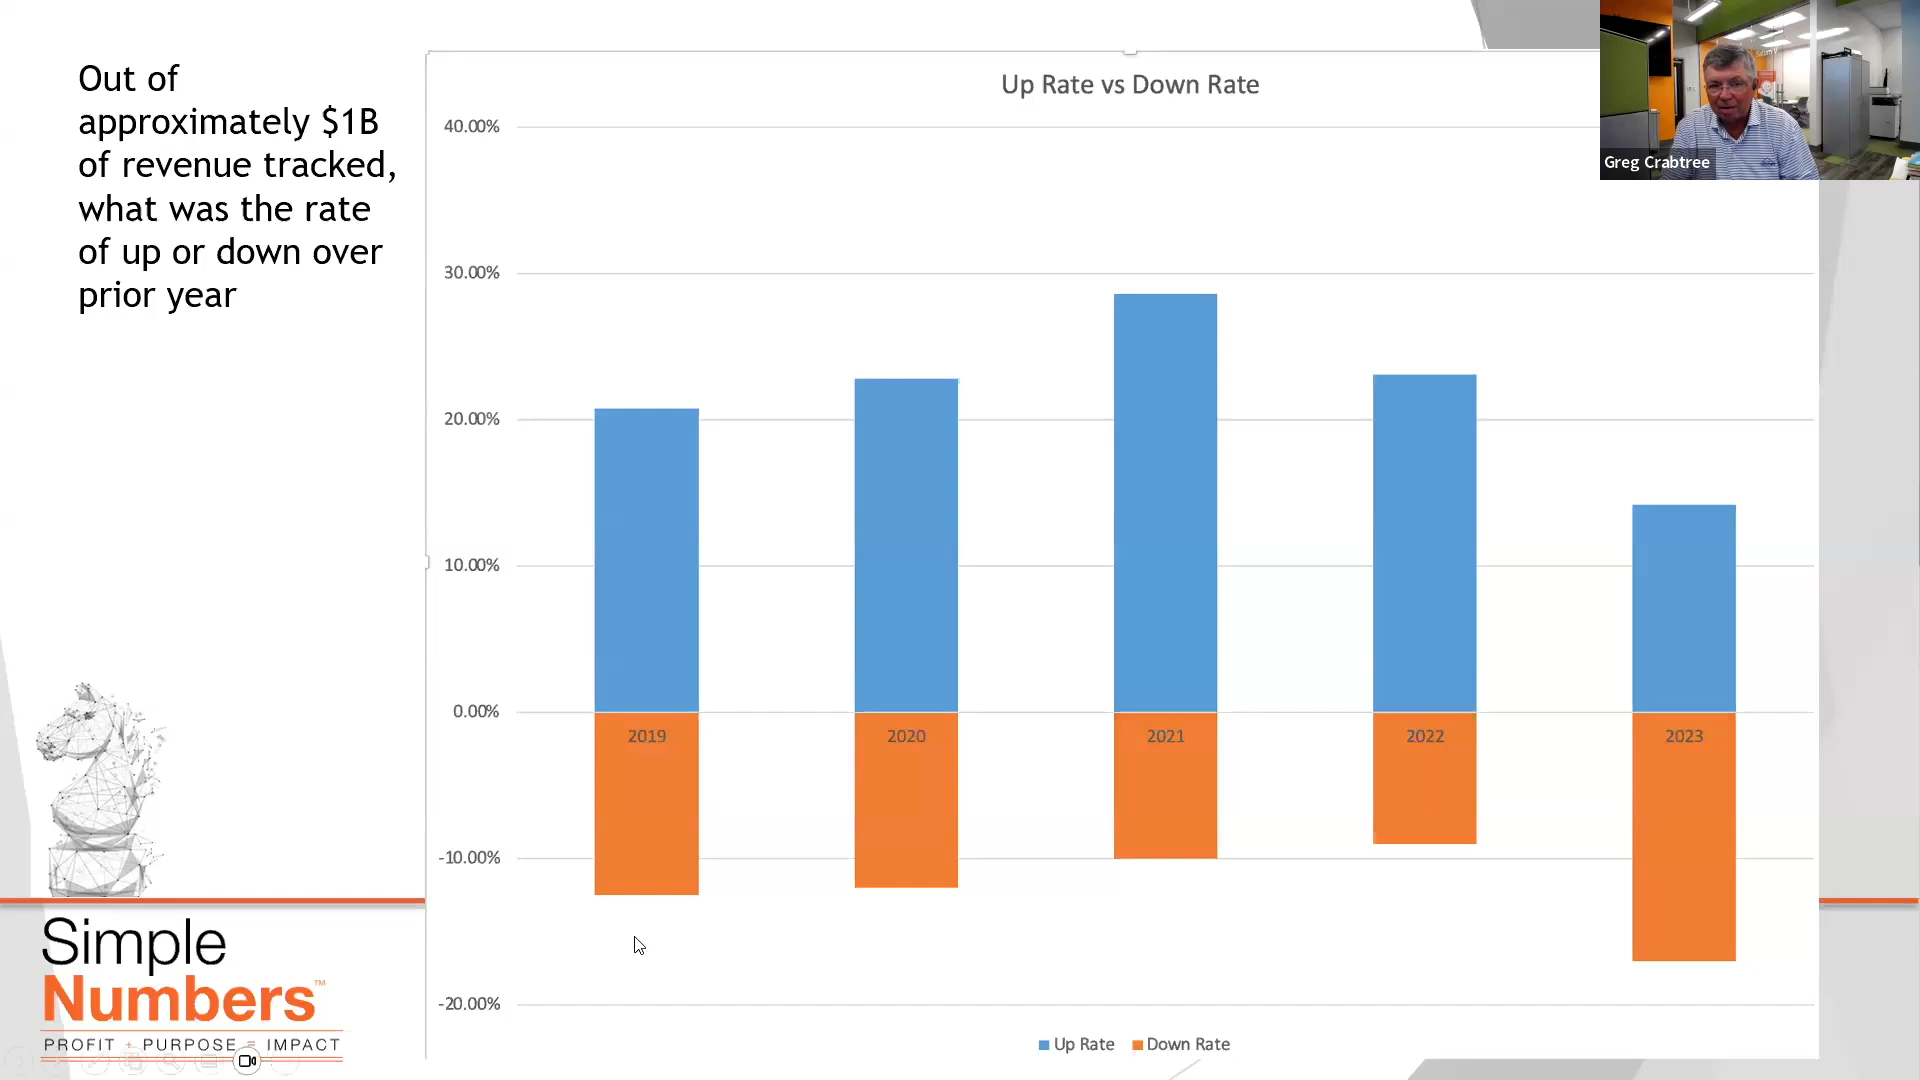 Out of
approximately $1B
of revenue tracked,
what was the rate
of up or down over
prior year
Up Rate vs Down Rate
40.00%
30.00%
20.00%
10.00%
0.00%
-10.00%
-20.00%
2019
2020
2021
2022
2023
Up Rate
Down Rate
Greg Crabtree
Simple
Numbers™
PROFIT + PURPOSE = IMPACT